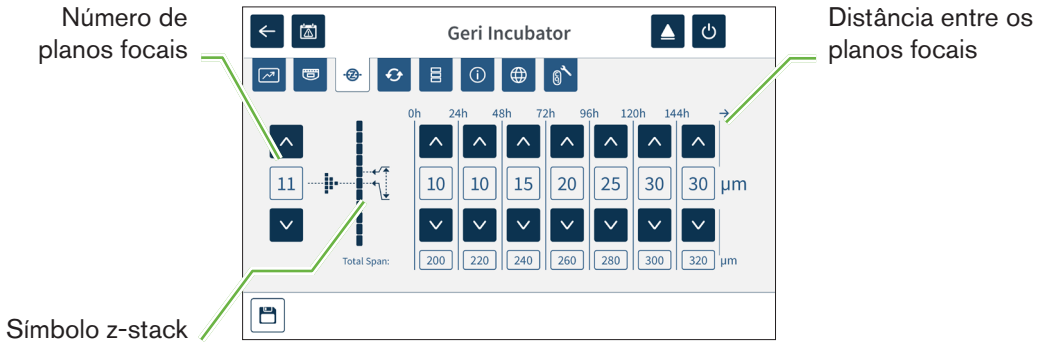 Número de
planos focais
Geri Incubator
Distância entre os
planos focais
0h 24h 48h 72h 96h 120h 144h →
11 10 10 15 20 25 30 30 μm
Total Span: 200 220 240 260 280 300 320 μm
Símbolo z-stack